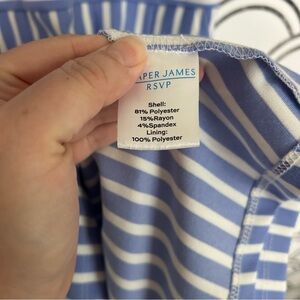 APER JAMES
RSVP
Shell:
81% Polyester
15%Rayon
4%Spandex
Lining:
100% Polyester